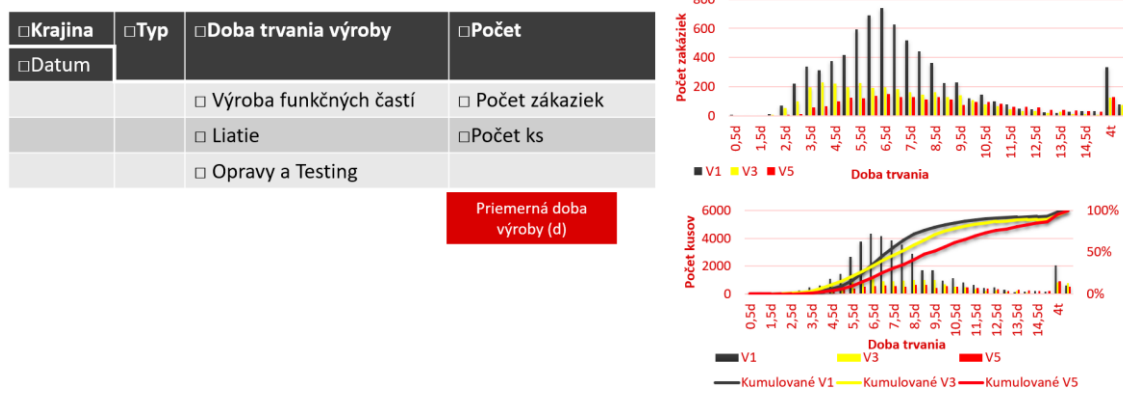 □Krajina □Typ □Doba trvania výroby □Počet
□Datum
□ Výroba funkčných častí □ Počet zákaziek
□ Liatie □Počet ks
□ Opravy a Testing
Priemerná doba
výroby (d)
800
600
400
200
0
Počet zakáziek
0,5d 1,5d 2,5d 3,5d 4,5d 5,5d 6,5d 7,5d 8,5d 9,5d 10,5d 11,5d 12,5d 13,5d 14,5d 4t
V1 V3 V5
Doba trvania
6000 100%
4000
50%
2000
0 0%
Počet kusov
0,5d 1,5d 2,5d 3,5d 4,5d 5,5d 6,5d 7,5d 8,5d 9,5d 10,5d 11,5d 12,5d 13,5d 14,5d 4t
Doba trvania
V1 V3 V5
Kumulované V1 Kumulované V3 Kumulované V5